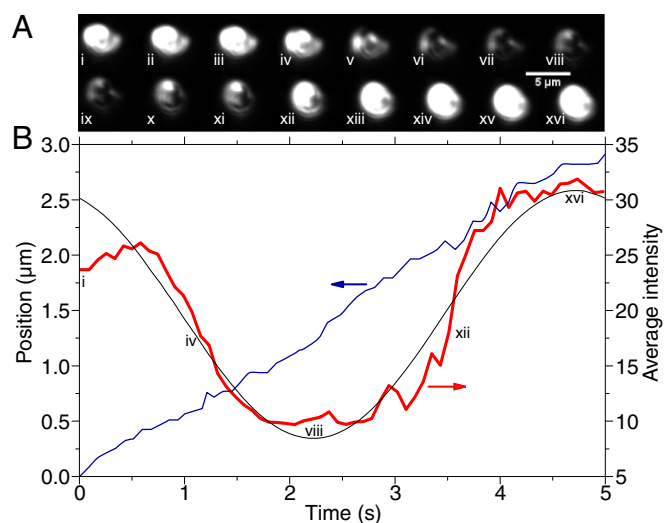 A
i ii iii iv v vi vii viii
5 µm
ix x xi xii xiii xiv xv xvi
B
3.0 35
2.5 30
2.0 25
1.5 20
1.0 15
0.5 10
0.0 5
Position (µm)
Average intensity
i
iv
viii
xii
xvi
0 1 2 3 4 5
Time (s)